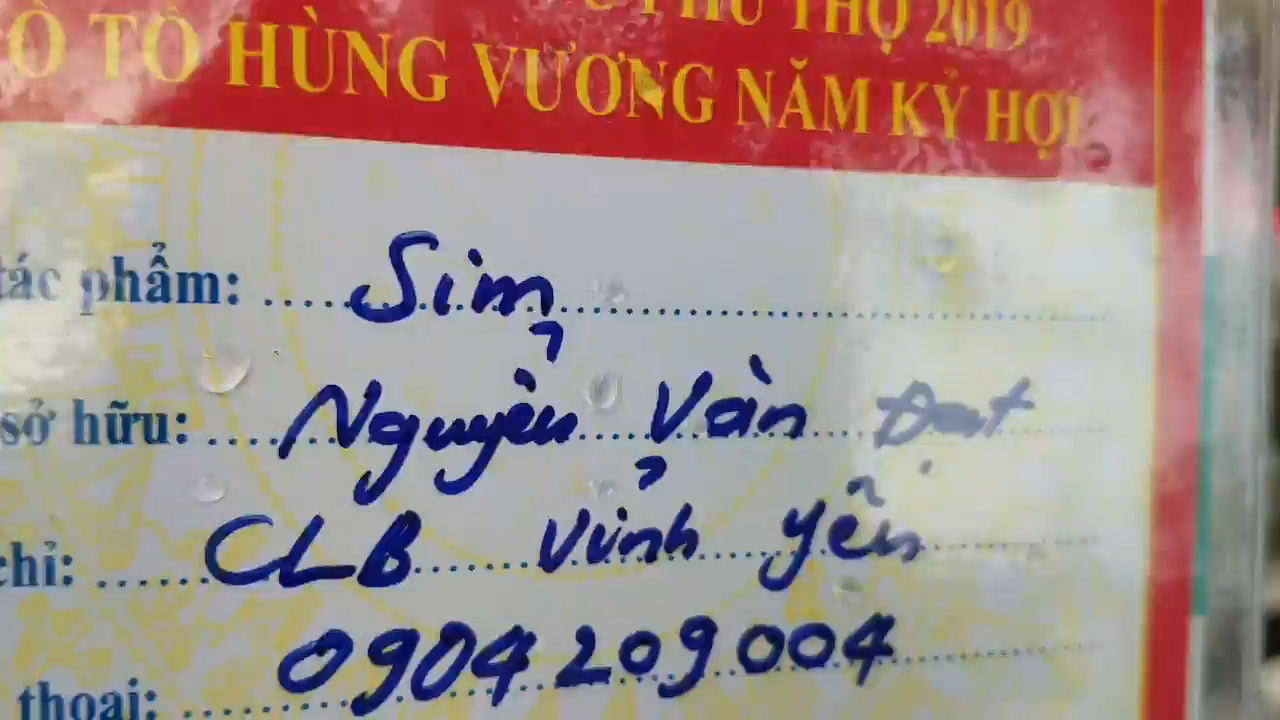 PHÚ THỌ 2019
TỔ HÙNG VƯƠNG NĂM KỶ HỢI
tác phẩm: Sim
sở hữu: Nguyễn Văn Đạt
chỉ: CLB Vĩnh Yên
thoại: 0904209004